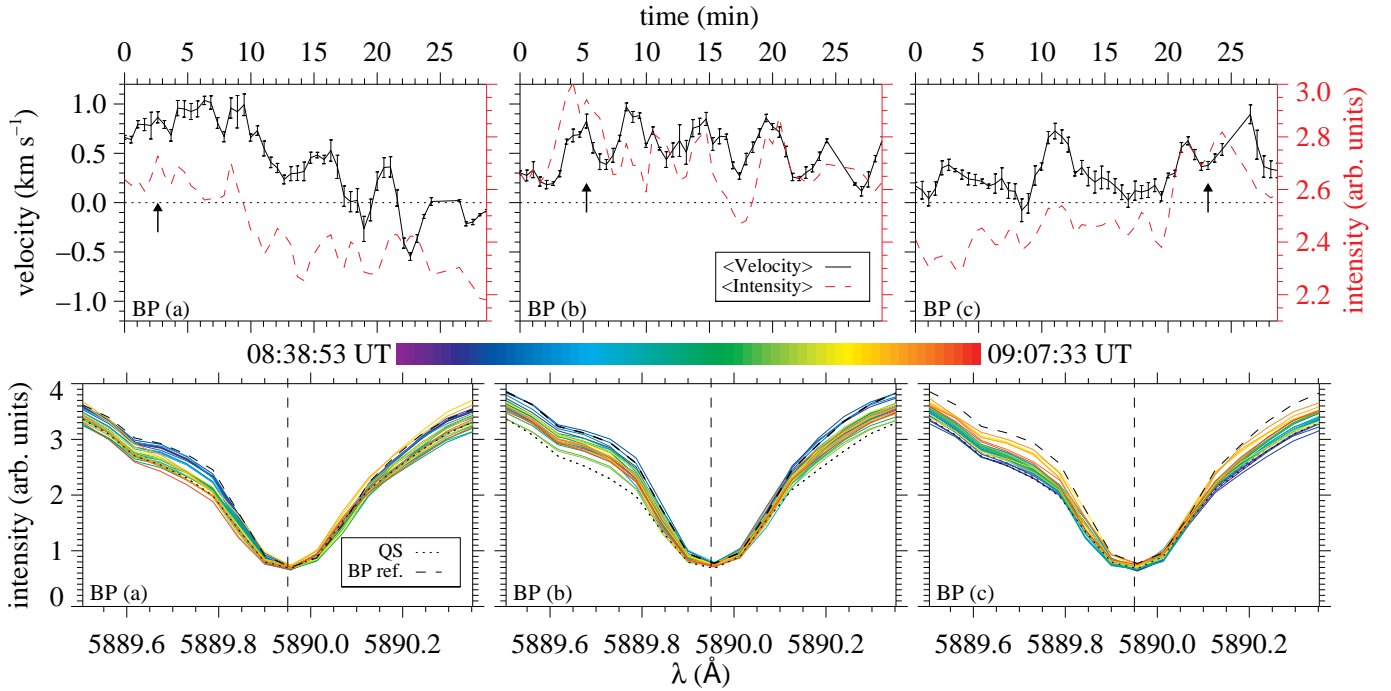 time (min)
0 5 10 15 20 25 0 5 10 15 20 25 0 5 10 15 20 25
velocity (km s⁻¹)
1.0
0.5
0.0
−0.5
−1.0
3.0
2.8
2.6
2.4
2.2
intensity (arb. units)
<Velocity>
<Intensity>
BP (a) BP (b) BP (c)
08:38:53 UT 09:07:33 UT
intensity (arb. units)
4
3
2
1
0
QS
BP ref.
BP (a) BP (b) BP (c)
5889.6 5889.8 5890.0 5890.2 5889.6 5889.8 5890.0 5890.2 5889.6 5889.8 5890.0 5890.2
λ (Å)